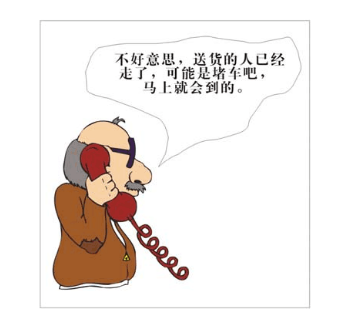 不好意思，送货的人已经
走了，可能是堵车吧，
马上就会到的。